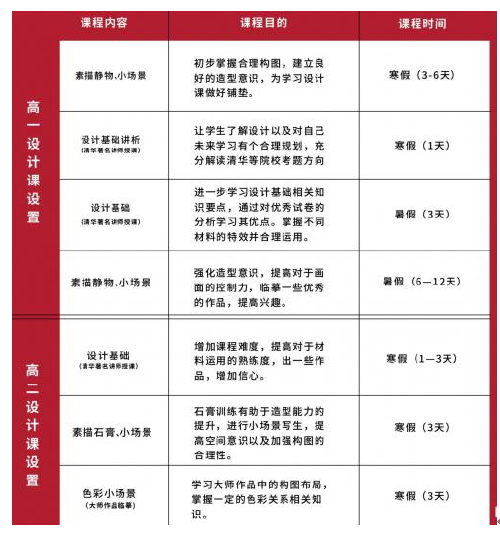 课程内容 课程目的 课程时间
高一设计课设置
素描静物、小场景
初步掌握合理构图，建立良
好的造型意识，为学习设计
课做好铺垫。
寒假（3-6天）
设计基础讲析
（清华著名讲师授课）
让学生了解设计以及对自己
未来学习有个合理规划，充
分解读清华等院校考题方向
寒假（1天）
设计基础
（清华著名讲师授课）
进一步学习设计基础相关知
识要点，通过对优秀试卷的
分析学习其优点。掌握不同
材料的特效并合理运用。
暑假（3天）
素描静物、小场景
强化造型意识，提高对于画
面的控制力，临摹一些优秀
的作品，提高兴趣。
暑假（6—12天）
高二设计课设置
设计基础
（清华著名讲师授课）
增加课程难度，提高对于材
料运用的熟练度，出一些作
品，增加信心。
寒假（1—3天）
素描石膏、小场景
石膏训练有助于造型能力的
提升，进行小场景写生，提
高空间意识以及加强构图的
合理性。
寒假（3天）
色彩小场景
（大师作品临摹）
学习大师作品中的构图布局，
掌握一定的色彩关系相关知
识。
寒假（3天）